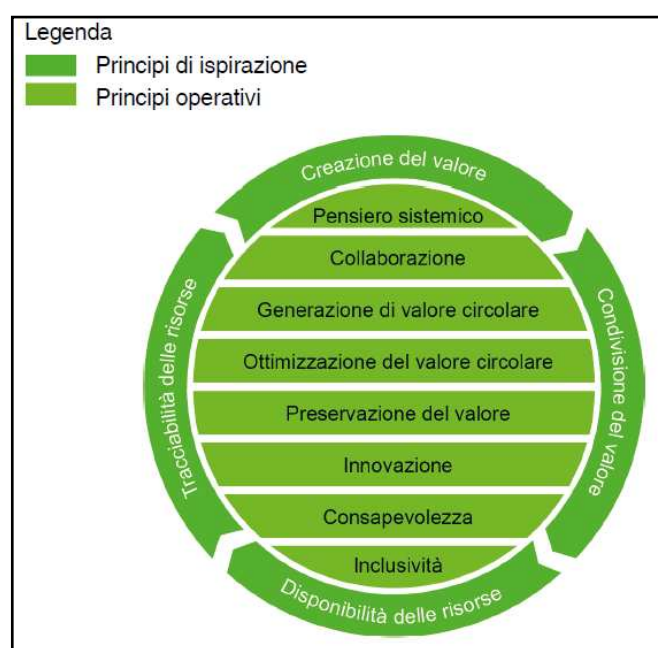 Legenda
Principi di ispirazione
Principi operativi
Creazione del valore
Pensiero sistemico
Collaborazione
Generazione di valore circolare
Ottimizzazione del valore circolare
Preservazione del valore
Innovazione
Consapevolezza
Inclusività
Condivisione del valore
Disponibilità delle risorse
Tracciabilità delle risorse